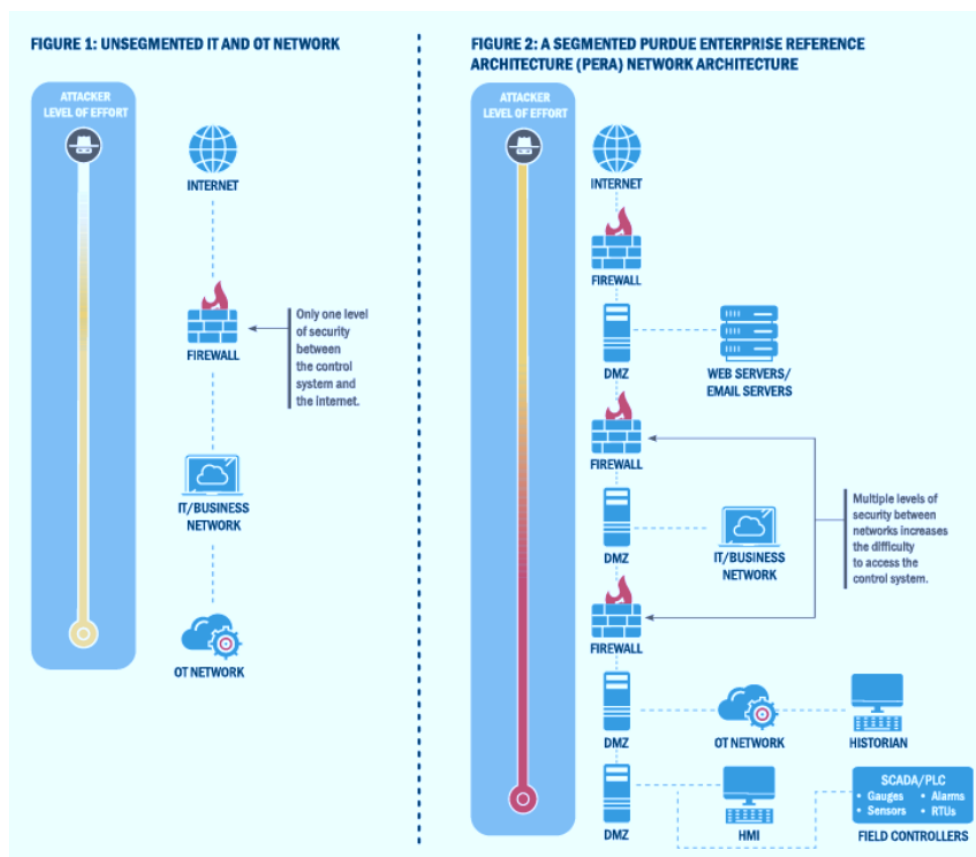 FIGURE 1: UNSEGMENTED IT AND OT NETWORK
ATTACKER
LEVEL OF EFFORT
INTERNET
FIREWALL
Only one level
of security
between
the control
system and
the internet.
IT/BUSINESS
NETWORK
OT NETWORK
FIGURE 2: A SEGMENTED PURDUE ENTERPRISE REFERENCE
ARCHITECTURE (PERA) NETWORK ARCHITECTURE
ATTACKER
LEVEL OF EFFORT
INTERNET
FIREWALL
DMZ
WEB SERVERS/
EMAIL SERVERS
FIREWALL
DMZ
IT/BUSINESS
NETWORK
Multiple levels of
security between
networks increases
the difficulty
to access the
control system.
FIREWALL
DMZ
OT NETWORK
HISTORIAN
DMZ
HMI
SCADA/PLC
• Gauges • Alarms
• Sensors • RTUs
FIELD CONTROLLERS